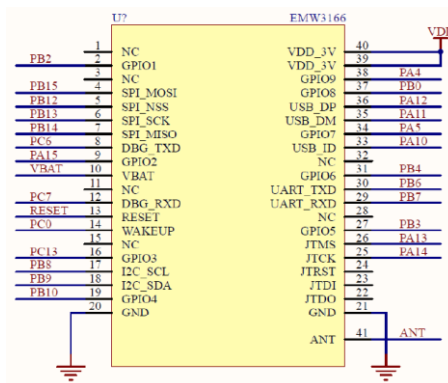 U? EMW3166
1 NC VDD_3V 40 VDD
PB2 2 GPIO1 VDD_3V 39
3 NC GPIO9 38 PA4
PB15 4 SPI_MOSI GPIO8 37 PB0
PB12 5 SPI_NSS USB_DP 36 PA12
PB13 6 SPI_SCK USB_DM 35 PA11
PB14 7 SPI_MISO GPIO7 34 PA5
PC6 8 DBG_TXD USB_ID 33 PA10
PA15 9 GPIO2 NC 32
VBAT 10 VBAT GPIO6 31 PB4
11 NC UART_TXD 30 PB6
PC7 12 DBG_RXD UART_RXD 29 PB7
RESET 13 RESET NC 28
PC0 14 WAKEUP GPIO5 27 PB3
15 NC JTMS 26 PA13
PC13 16 GPIO3 JTCK 25 PA14
PB8 17 I2C_SCL JTRST 24
PB9 18 I2C_SDA JTDI 23
PB10 19 GPIO4 JTDO 22
20 GND GND 21
ANT 41 ANT